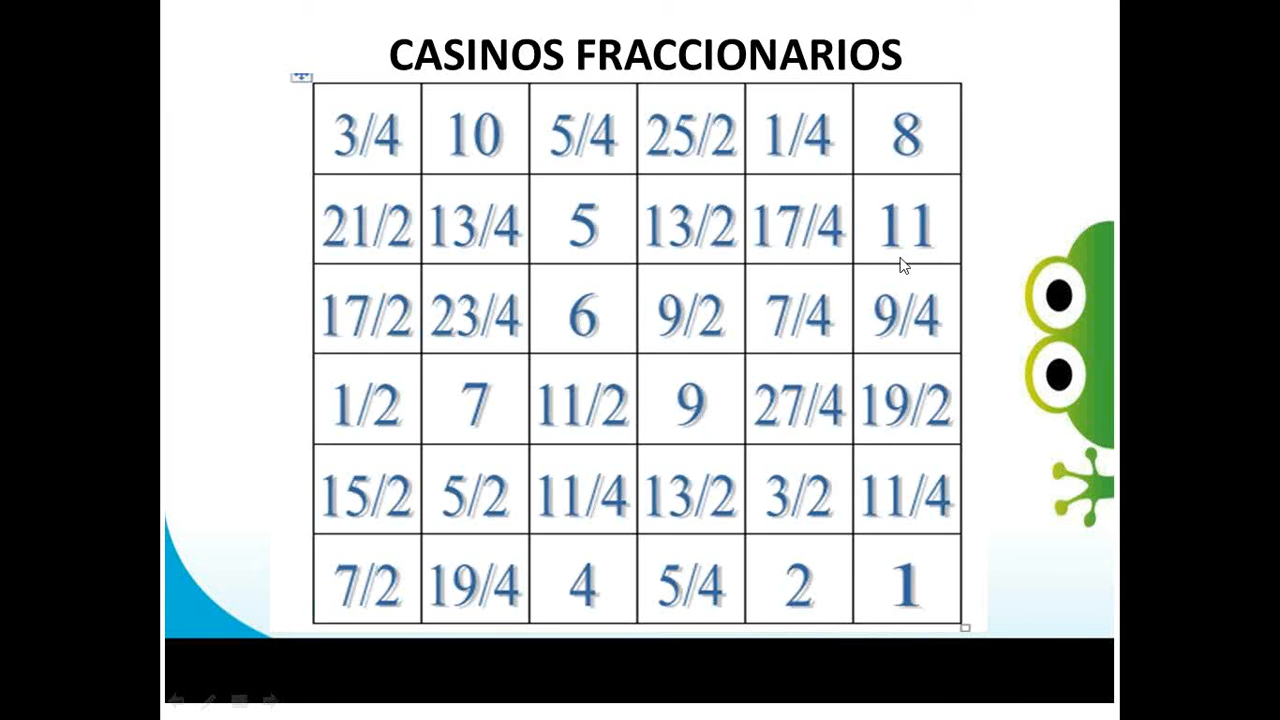 CASINOS FRACCIONARIOS
3/4 10 5/4 25/2 1/4 8
21/2 13/4 5 13/2 17/4 11
17/2 23/4 6 9/2 7/4 9/4
1/2 7 11/2 9 27/4 19/2
15/2 5/2 11/4 13/2 3/2 11/4
7/2 19/4 4 5/4 2 1